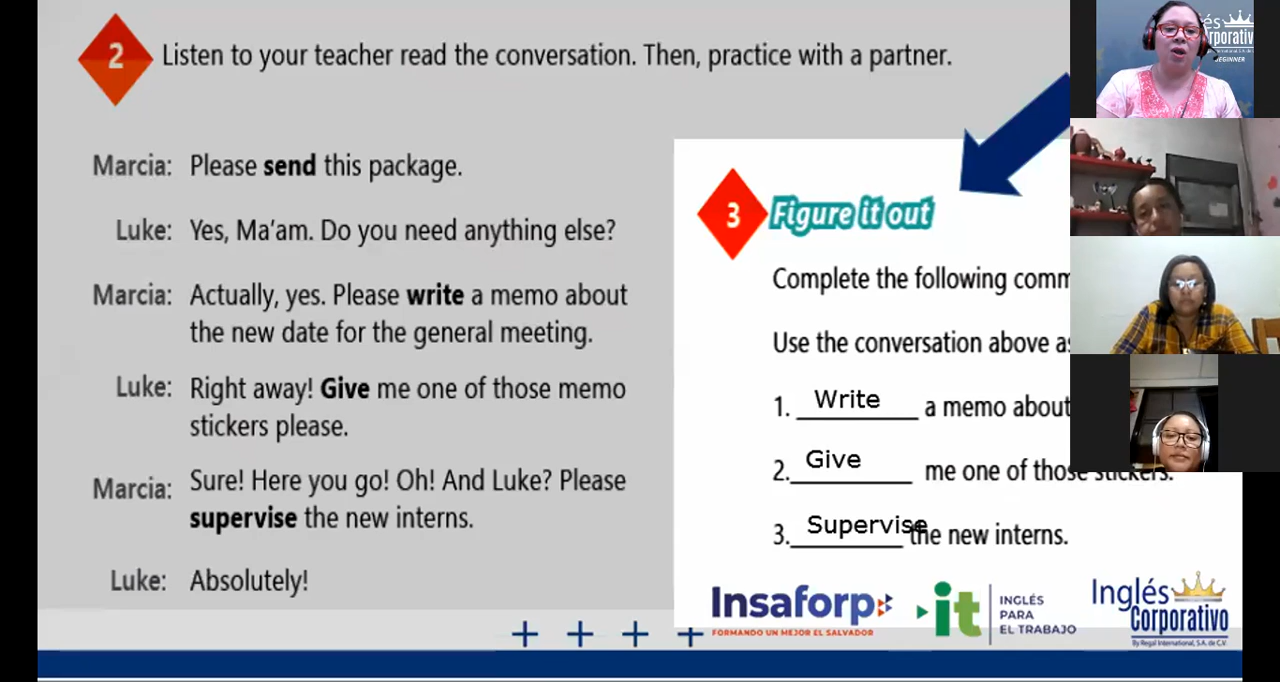 2 Listen to your teacher read the conversation. Then, practice with a partner.
Marcia: Please send this package.
Luke: Yes, Ma'am. Do you need anything else?
Marcia: Actually, yes. Please write a memo about
the new date for the general meeting.
Luke: Right away! Give me one of those memo
stickers please.
Marcia: Sure! Here you go! Oh! And Luke? Please
supervise the new interns.
Luke: Absolutely!
3 Figure it out
Complete the following comm
Use the conversation above as
1. Write a memo about
2. Give me one of those stickers.
3. Supervise the new interns.
Insaforp
FORMANDO UN MEJOR EL SALVADOR
it
INGLÉS
PARA
EL TRABAJO
Inglés
Corporativo
By Regal International, S.A. de C.V.
és
Corporativo
BEGINNER